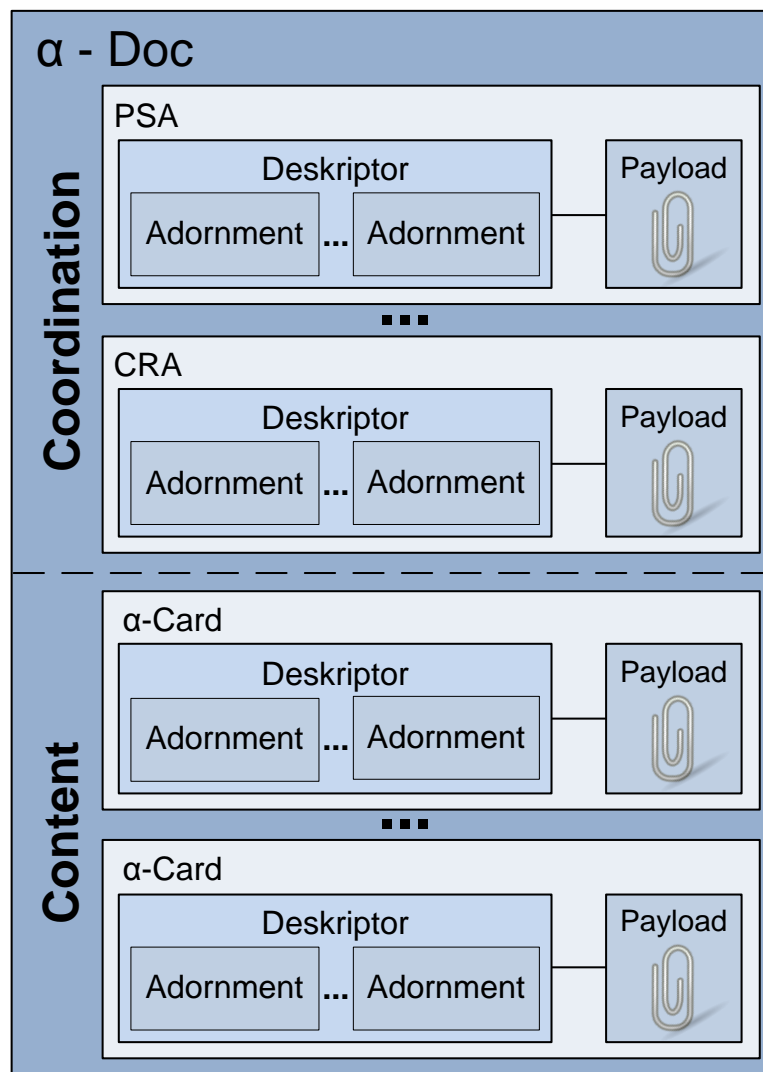 α - Doc
Coordination
PSA
Deskriptor
Payload
Adornment ... Adornment
...
CRA
Deskriptor
Payload
Adornment ... Adornment
Content
α-Card
Deskriptor
Payload
Adornment ... Adornment
...
α-Card
Deskriptor
Payload
Adornment ... Adornment